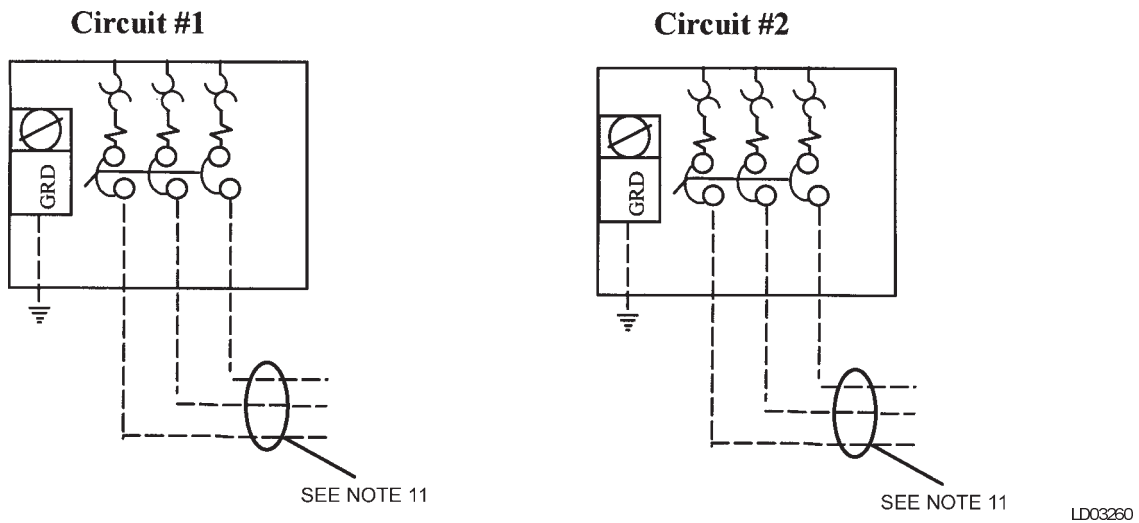 Circuit #1
Circuit #2
GRD
GRD
SEE NOTE 11
SEE NOTE 11
LD03260